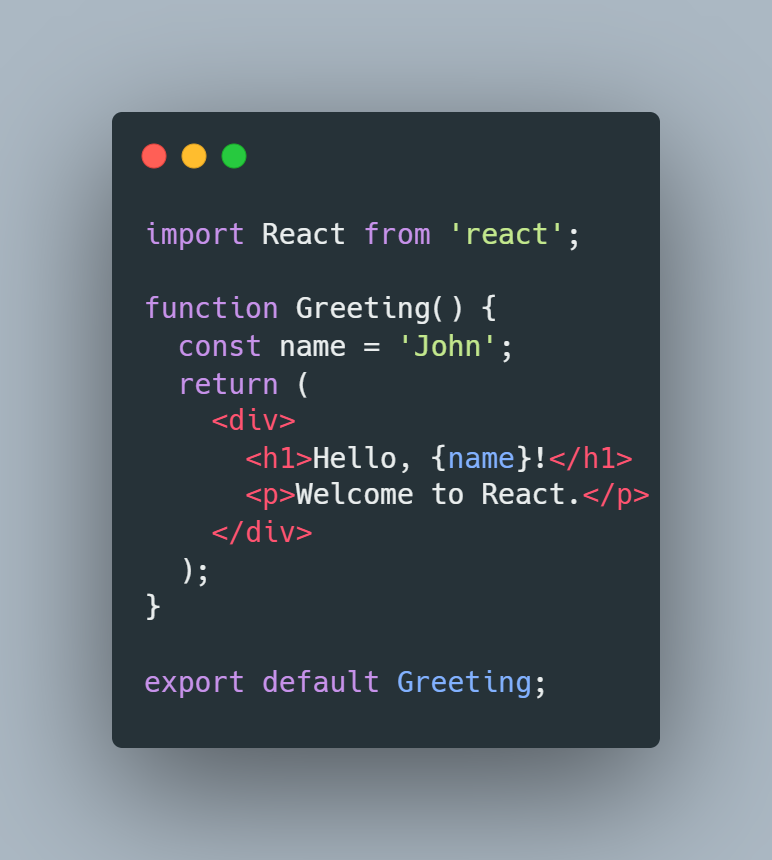 import React from 'react';

function Greeting() {
  const name = 'John';
  return (
    <div>
      <h1>Hello, {name}!</h1>
      <p>Welcome to React.</p>
    </div>
  );
}

export default Greeting;